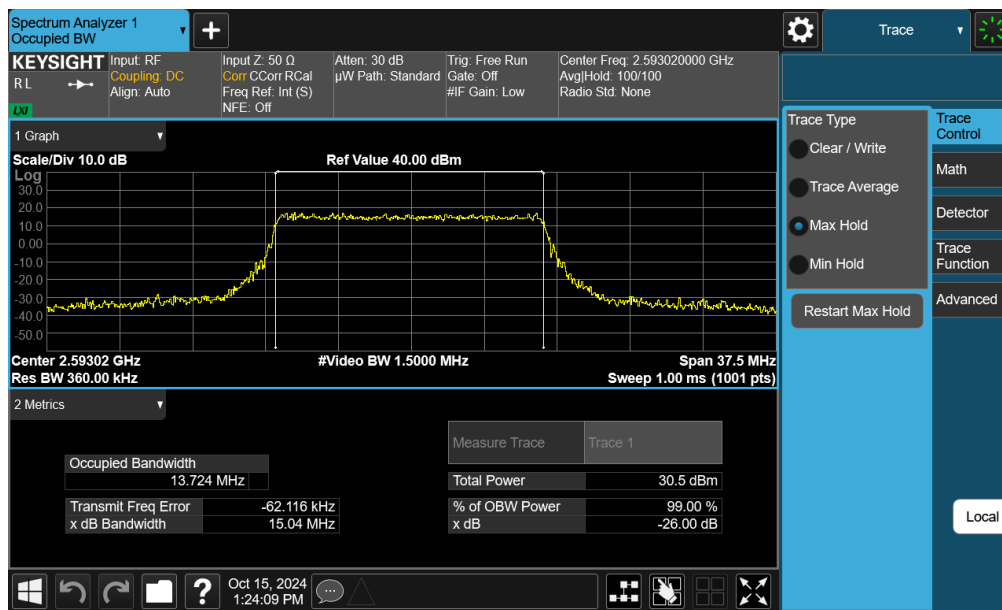 Spectrum Analyzer 1
Occupied BW
+
Trace
KEYSIGHT
R L
LXI
Input: RF
Coupling: DC
Align: Auto
Input Z: 50 Ω
Corr CCorr RCal
Freq Ref: Int (S)
NFE: Off
Atten: 30 dB
µW Path: Standard
Trig: Free Run
Gate: Off
#IF Gain: Low
Center Freq: 2.593020000 GHz
Avg|Hold: 100/100
Radio Std: None
1 Graph
Scale/Div 10.0 dB
Ref Value 40.00 dBm
Log
30.0
20.0
10.0
0.00
-10.0
-20.0
-30.0
-40.0
-50.0
Center 2.59302 GHz
#Video BW 1.5000 MHz
Span 37.5 MHz
Res BW 360.00 kHz
Sweep 1.00 ms (1001 pts)
2 Metrics
Measure Trace
Trace 1
Occupied Bandwidth
13.724 MHz
Total Power
30.5 dBm
Transmit Freq Error
-62.116 kHz
% of OBW Power
99.00 %
x dB Bandwidth
15.04 MHz
x dB
-26.00 dB
Trace Type
Clear / Write
Trace Average
Max Hold
Min Hold
Restart Max Hold
Trace
Control
Math
Detector
Trace
Function
Advanced
Local
?
Oct 15, 2024
1:24:09 PM